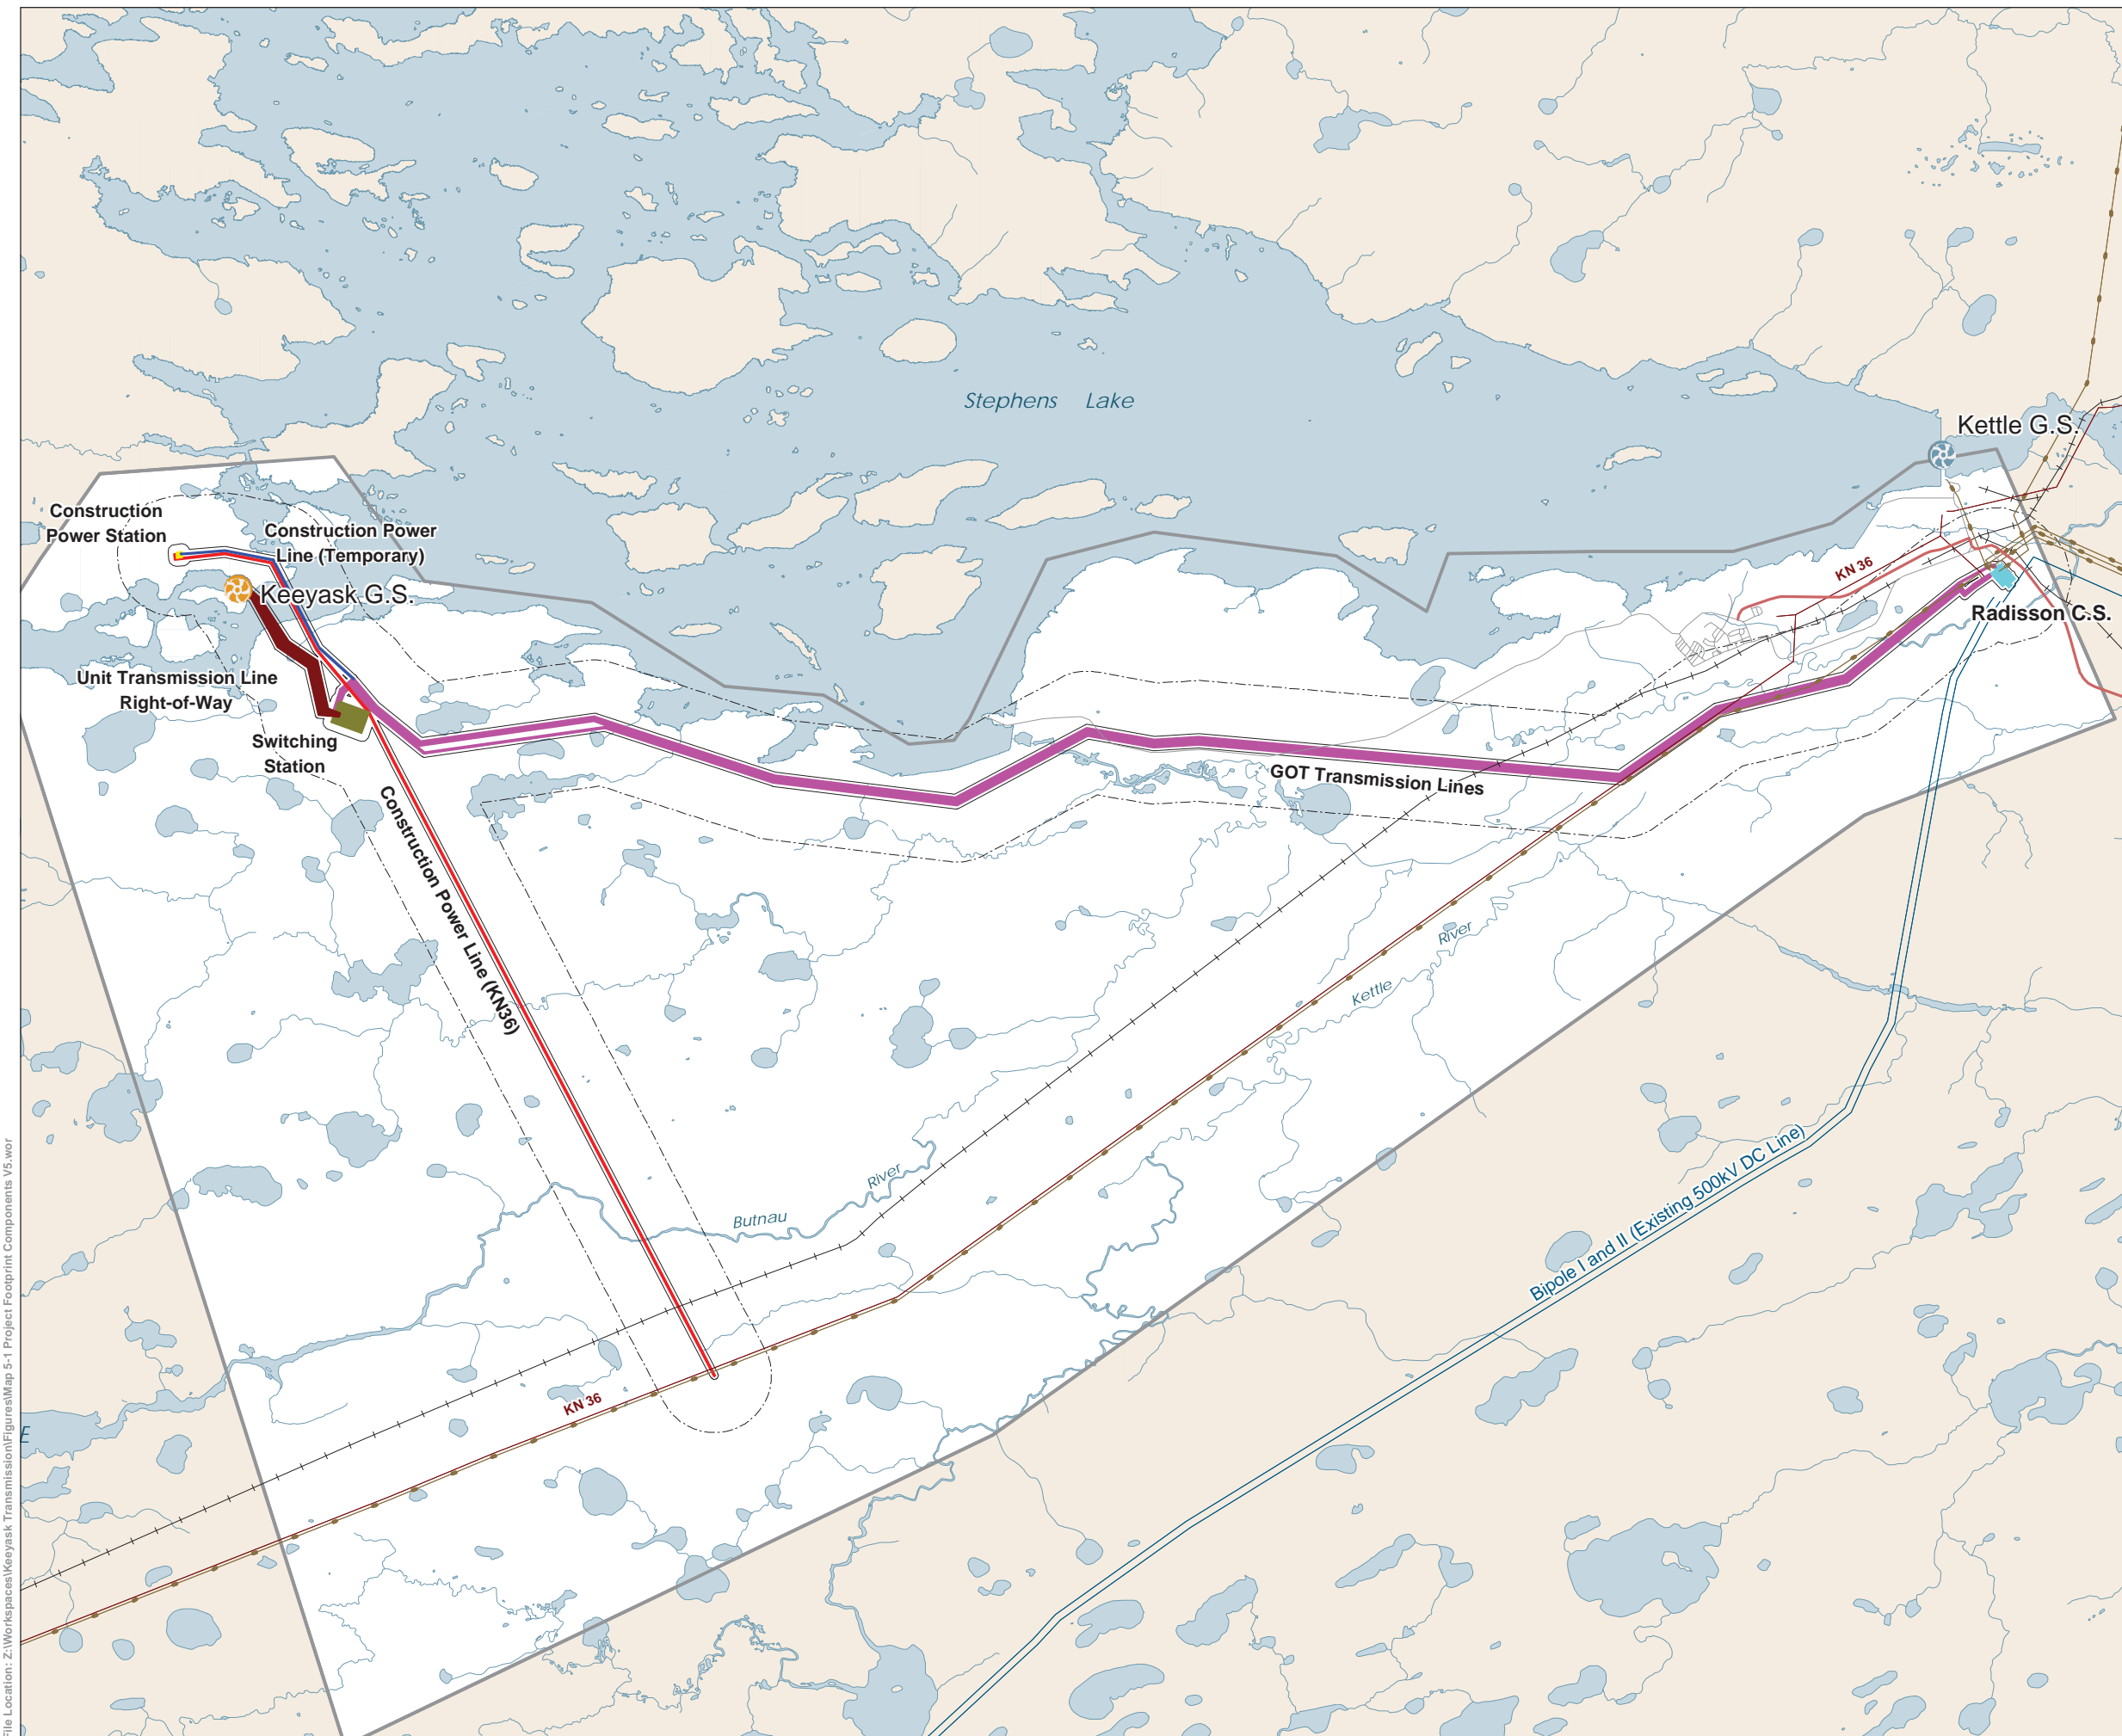 Stephens Lake
Kettle G.S.
Construction
Power Station
Construction Power
Line (Temporary)
KN 36
Keeyask G.S.
Radisson C.S.
Unit Transmission Line
Right-of-Way
Switching
Station
GOT Transmission Lines
Construction Power Line (KN36)
River
Kettle
Bipole I and II (Existing 500kV DC Line)
River
Butnau
KN 36
E
File Location: Z:\Workspaces\Keeyask Transmission\Figures\Map 5-1 Project Footprint Components V5.wor